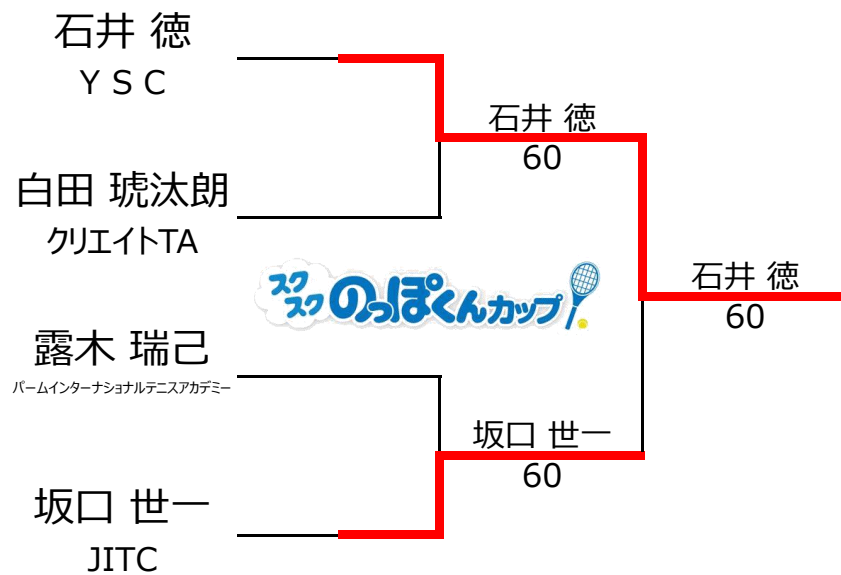 石井 徳
ＹＳＣ
石井 徳
60
白田 琥汰朗
クリエイトTA
スクスク のっぽくんカップ
石井 徳
60
露木 瑞己
パームインターナショナルテニスアカデミー
坂口 世一
60
坂口 世一
JITC